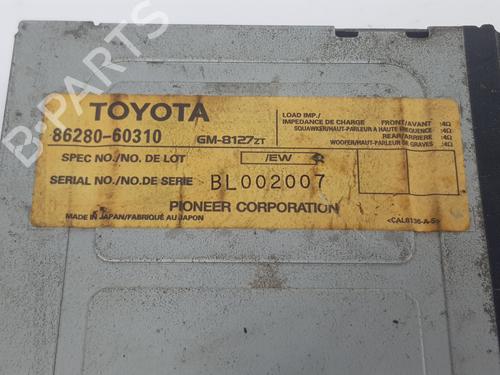 TOYOTA
86280-60310
GM-8127ZT
LOAD IMP./
IMPEDANCE DE CHARGE
FRONT/AVANT :4Ω
SQUAWKER/HAUT-PARLEUR A HAUTE FREQUENCE :4Ω
REAR/ARRIERE :4Ω
WOOFER/HAUT-PARLEUR DE GRAVES :4Ω
SPEC NO./NO. DE LOT
/EW
SERIAL NO./NO.DE SERIE
BL002007
PIONEER CORPORATION
MADE IN JAPAN/FABRIQUÉ AU JAPON
<CAL8136-A-S>
B-Parts